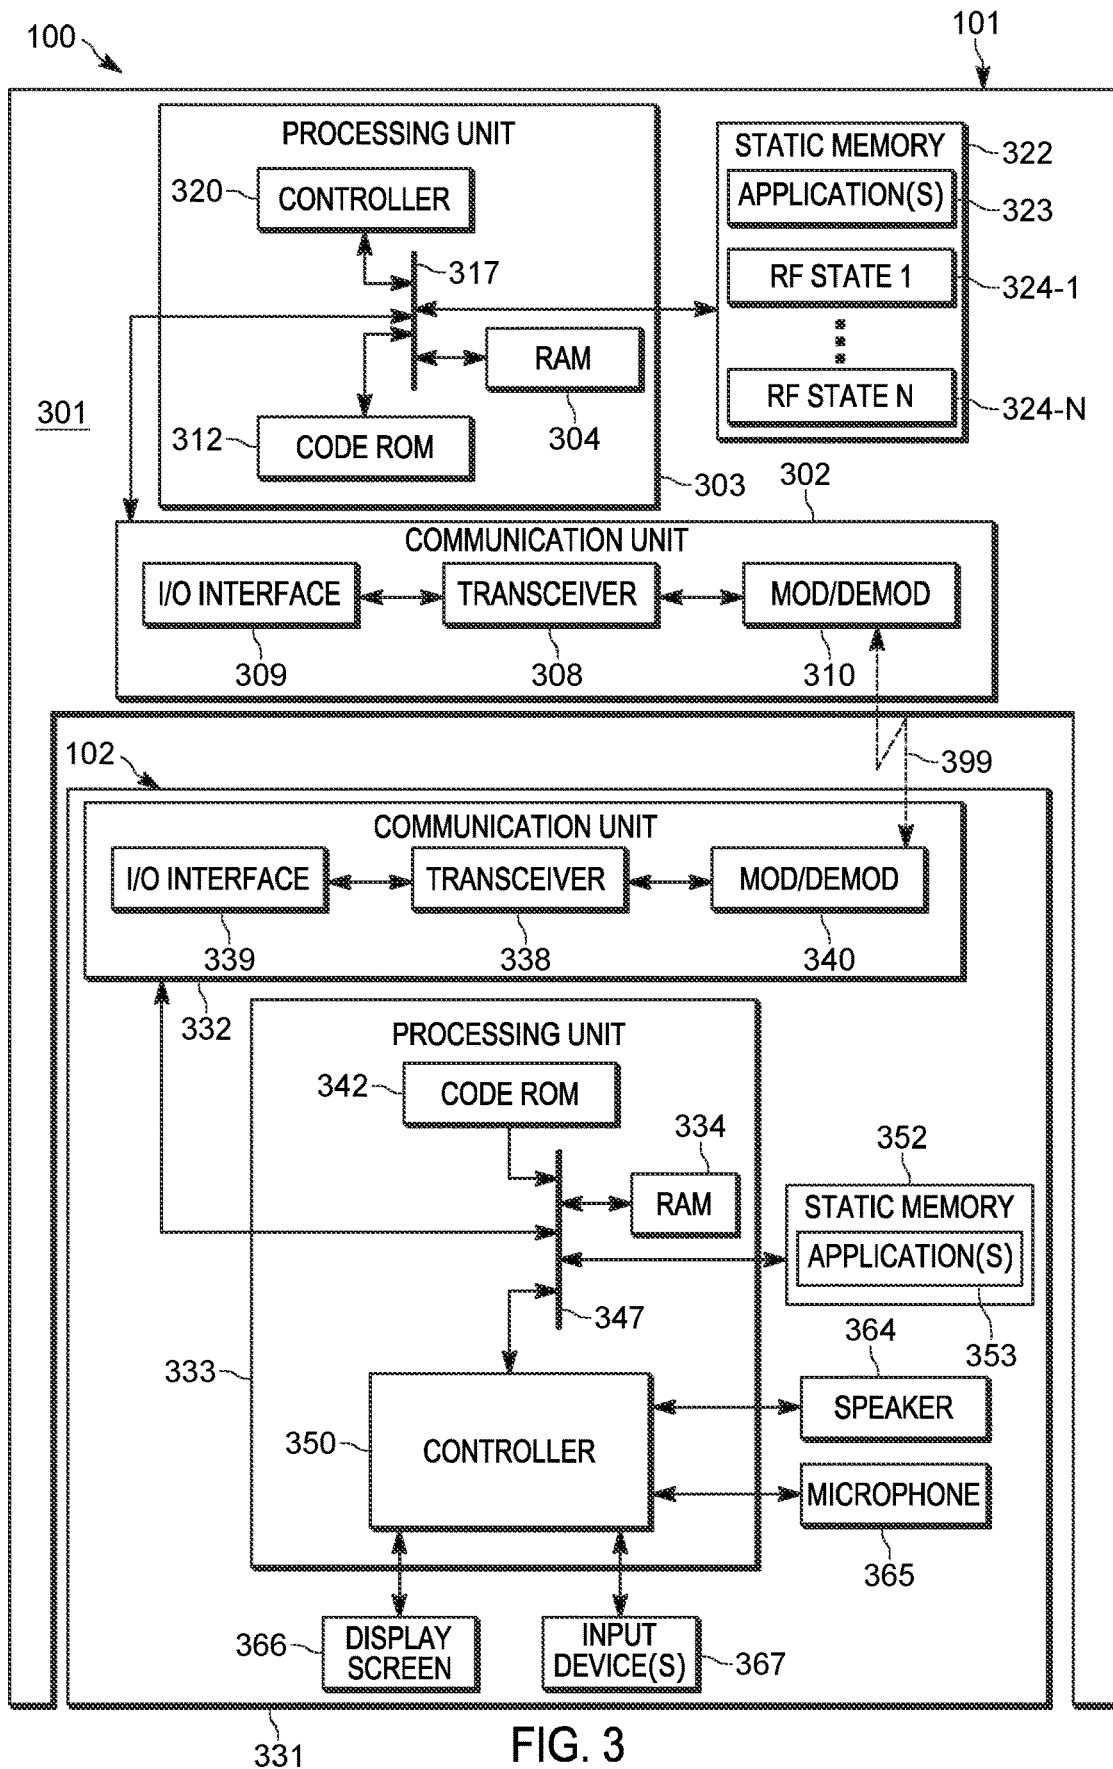 100
101
PROCESSING UNIT
320
CONTROLLER
317
RAM
304
312
CODE ROM
303
301
STATIC MEMORY
322
APPLICATION(S)
323
RF STATE 1
324-1
RF STATE N
324-N
302
COMMUNICATION UNIT
I/O INTERFACE
TRANSCEIVER
MOD/DEMOD
309
308
310
399
102
COMMUNICATION UNIT
I/O INTERFACE
TRANSCEIVER
MOD/DEMOD
339
338
340
332
PROCESSING UNIT
342
CODE ROM
334
RAM
352
STATIC MEMORY
APPLICATION(S)
353
347
333
350
CONTROLLER
364
SPEAKER
MICROPHONE
365
366
DISPLAY
SCREEN
INPUT
DEVICE(S)
367
331
FIG. 3